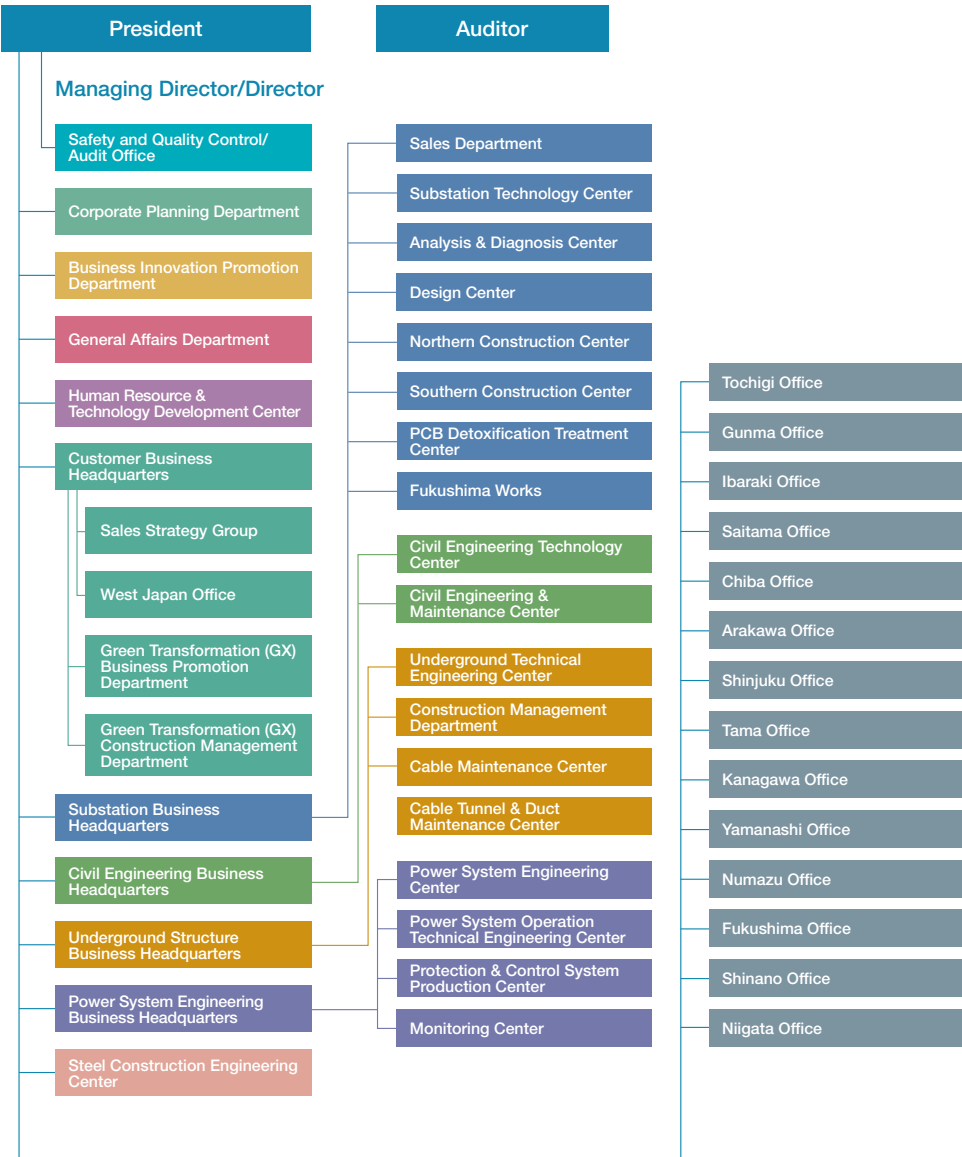 President
Auditor
Managing Director/Director
Safety and Quality Control/
Audit Office
Corporate Planning Department
Business Innovation Promotion
Department
General Affairs Department
Human Resource &
Technology Development Center
Customer Business
Headquarters
Sales Strategy Group
West Japan Office
Green Transformation (GX)
Business Promotion
Department
Green Transformation (GX)
Construction Management
Department
Substation Business
Headquarters
Civil Engineering Business
Headquarters
Underground Structure
Business Headquarters
Power System Engineering
Business Headquarters
Steel Construction Engineering
Center
Sales Department
Substation Technology Center
Analysis & Diagnosis Center
Design Center
Northern Construction Center
Southern Construction Center
PCB Detoxification Treatment
Center
Fukushima Works
Civil Engineering Technology
Center
Civil Engineering &
Maintenance Center
Underground Technical
Engineering Center
Construction Management
Department
Cable Maintenance Center
Cable Tunnel & Duct
Maintenance Center
Power System Engineering
Center
Power System Operation
Technical Engineering Center
Protection & Control System
Production Center
Monitoring Center
Tochigi Office
Gunma Office
Ibaraki Office
Saitama Office
Chiba Office
Arakawa Office
Shinjuku Office
Tama Office
Kanagawa Office
Yamanashi Office
Numazu Office
Fukushima Office
Shinano Office
Niigata Office